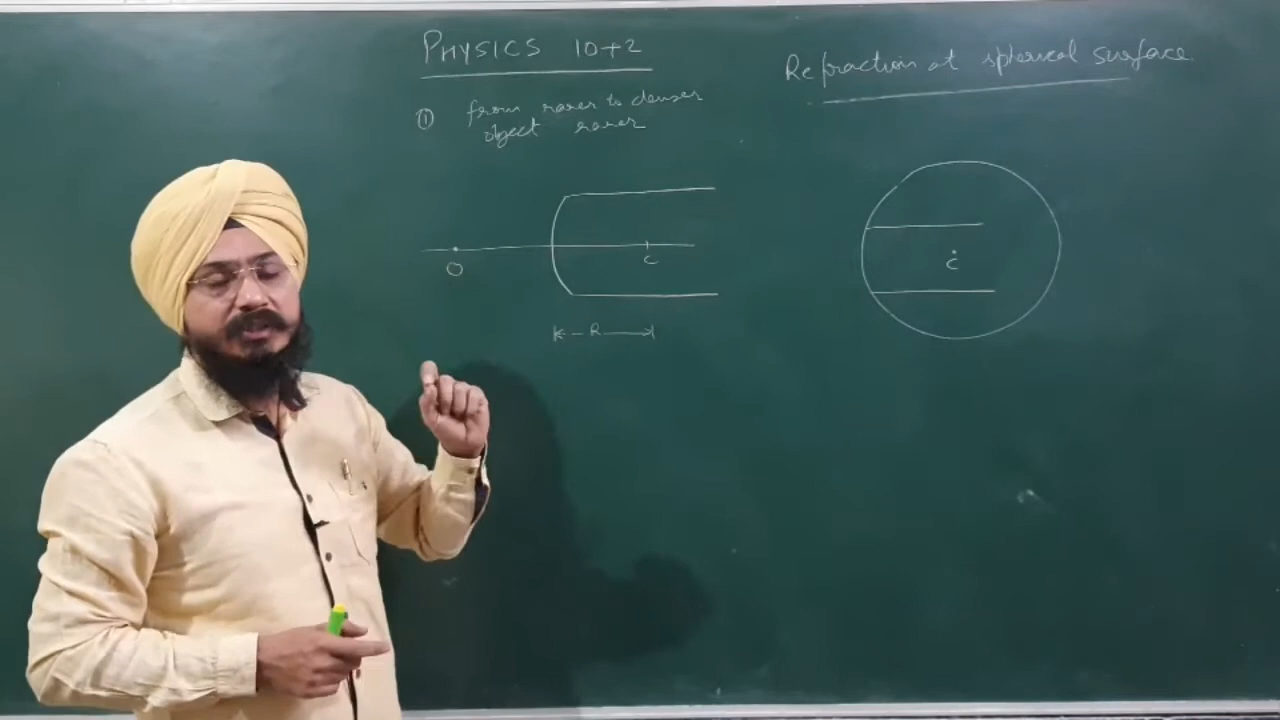 PHYSICS 10+2
Refraction at spherical surface
① from rarer to denser
object rarer
O
C
R
C